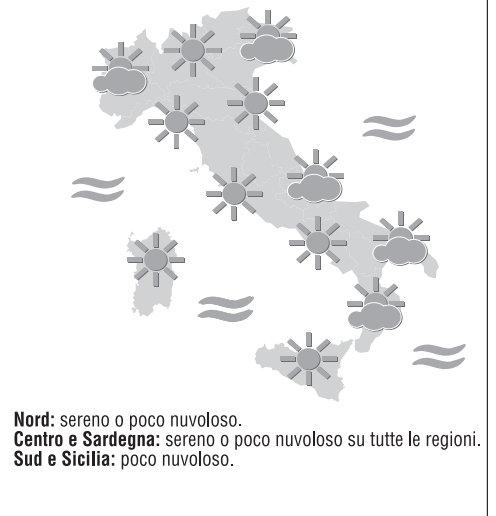 Nord: sereno o poco nuvoloso.
Centro e Sardegna: sereno o poco nuvoloso su tutte le regioni.
Sud e Sicilia: poco nuvoloso.